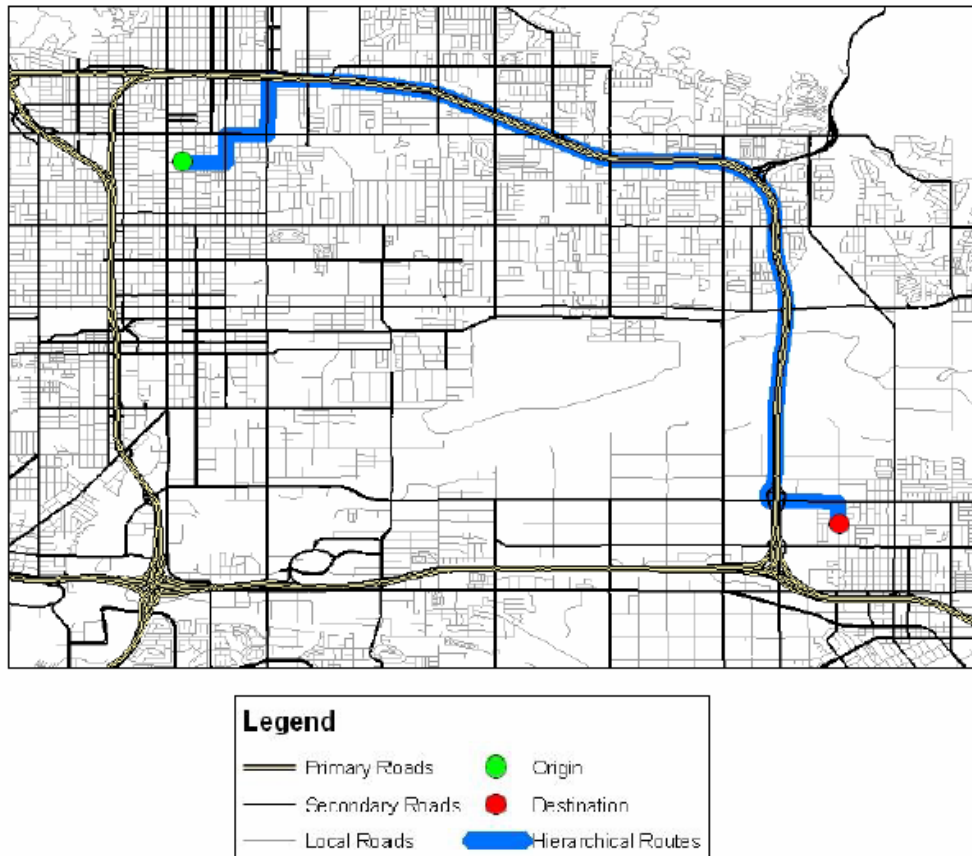 Legend
Primary Roads
Origin
Secondary Roads
Destination
Local Roads
Hierarchical Routes